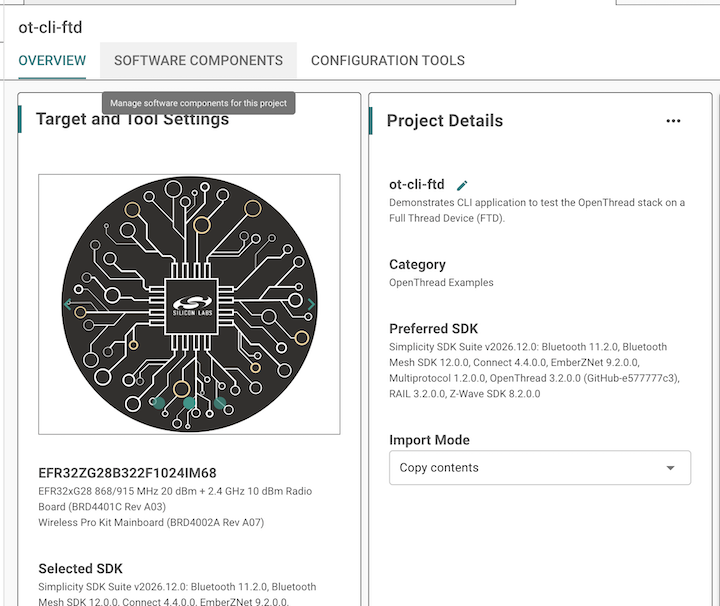 ot-cli-ftd
OVERVIEW
SOFTWARE COMPONENTS
CONFIGURATION TOOLS
Manage software components for this project
Target and Tool Settings
SILICON LABS
EFR32ZG28B322F1024IM68
EFR32xG28 868/915 MHz 20 dBm + 2.4 GHz 10 dBm Radio
Board (BRD4401C Rev A03)
Wireless Pro Kit Mainboard (BRD4002A Rev A07)
Selected SDK
Simplicity SDK Suite v2026.12.0: Bluetooth 11.2.0, Bluetooth
Mesh SDK 12.0.0, Connect 4.4.0.0, EmberZNet 9.2.0.0,
Project Details
ot-cli-ftd
Demonstrates CLI application to test the OpenThread stack on a
Full Thread Device (FTD).
Category
OpenThread Examples
Preferred SDK
Simplicity SDK Suite v2026.12.0: Bluetooth 11.2.0, Bluetooth
Mesh SDK 12.0.0, Connect 4.4.0.0, EmberZNet 9.2.0.0,
Multiprotocol 1.2.0.0, OpenThread 3.2.0.0 (GitHub-e577777c3),
RAIL 3.2.0.0, Z-Wave SDK 8.2.0.0
Import Mode
Copy contents